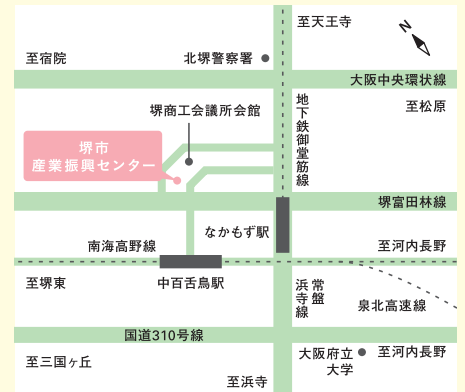 至天王寺
N
至宿院
北堺警察署
大阪中央環状線
地下鉄御堂筋線
至松原
堺商工会議所会館
堺市
産業振興センター
堺富田林線
なかもず駅
南海高野線
至河内長野
至堺東
中百舌鳥駅
常盤
浜寺線
泉北高速線
国道310号線
至三国ヶ丘
大阪府立
大学
至河内長野
至浜寺